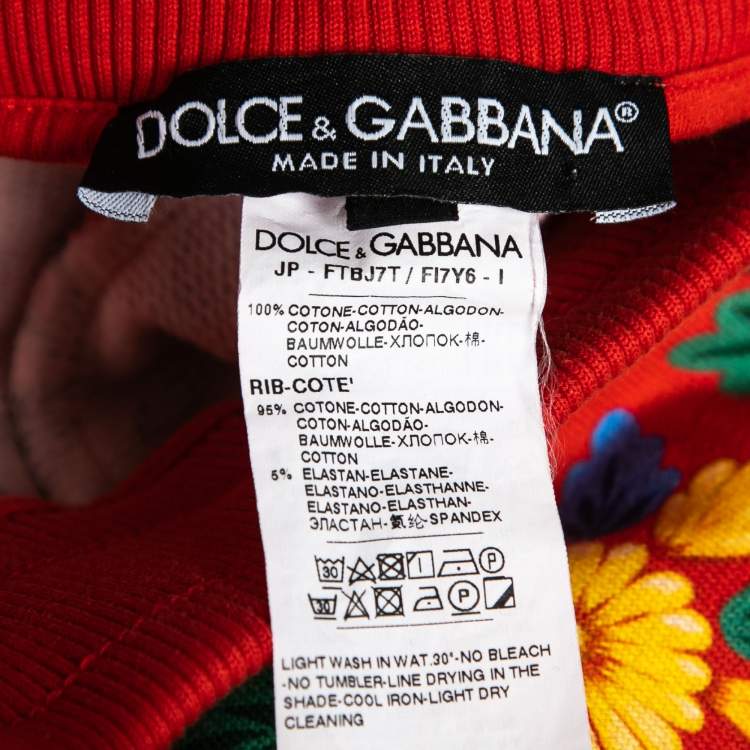 DOLCE & GABBANA®
MADE IN ITALY
DOLCE & GABBANA
JP - FTBJ7T / FI7Y6 - I
100% COTONE-COTTON-ALGODON-
COTON-ALGODÃO-
BAUMWOLLE-ХЛОПОК-棉-
COTTON
RIB-COTE'
95% COTONE-COTTON-ALGODON-
COTON-ALGODÃO-
BAUMWOLLE-ХЛОПОК-棉-
COTTON
5% ELASTAN-ELASTANE-
ELASTANO-ELASTHANNE-
ELASTANO-ELASTHAN-
ЭЛАСТАН-氨纶-SPANDEX
30 P
30 P
LIGHT WASH IN WAT.30°-NO BLEACH
-NO TUMBLER-LINE DRYING IN THE
SHADE-COOL IRON-LIGHT DRY
CLEANING